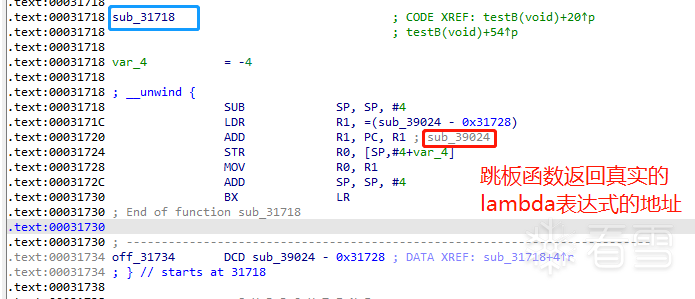 .text:00031718
.text:00031718 sub_31718 ; CODE XREF: testB(void)+20↑p
.text:00031718 ; testB(void)+54↑p
.text:00031718
.text:00031718 var_4 = -4
.text:00031718
.text:00031718 ; __unwind {
.text:00031718 SUB SP, SP, #4
.text:0003171C LDR R1, =(sub_39024 - 0x31728)
.text:00031720 ADD R1, PC, R1 ; sub_39024
.text:00031724 STR R0, [SP,#4+var_4]
.text:00031728 MOV R0, R1
.text:0003172C ADD SP, SP, #4
.text:00031730 BX LR
.text:00031730 ; End of function sub_31718
.text:00031730
跳板函数返回真实的
lambda表达式的地址
.text:00031730 ; ---------------------------------------------------------------------------
.text:00031734 off_31734 DCD sub_39024 - 0x31728 ; DATA XREF: sub_31718+4↑r
.text:00031734 ; } // starts at 31718
.text:00031738
看雪